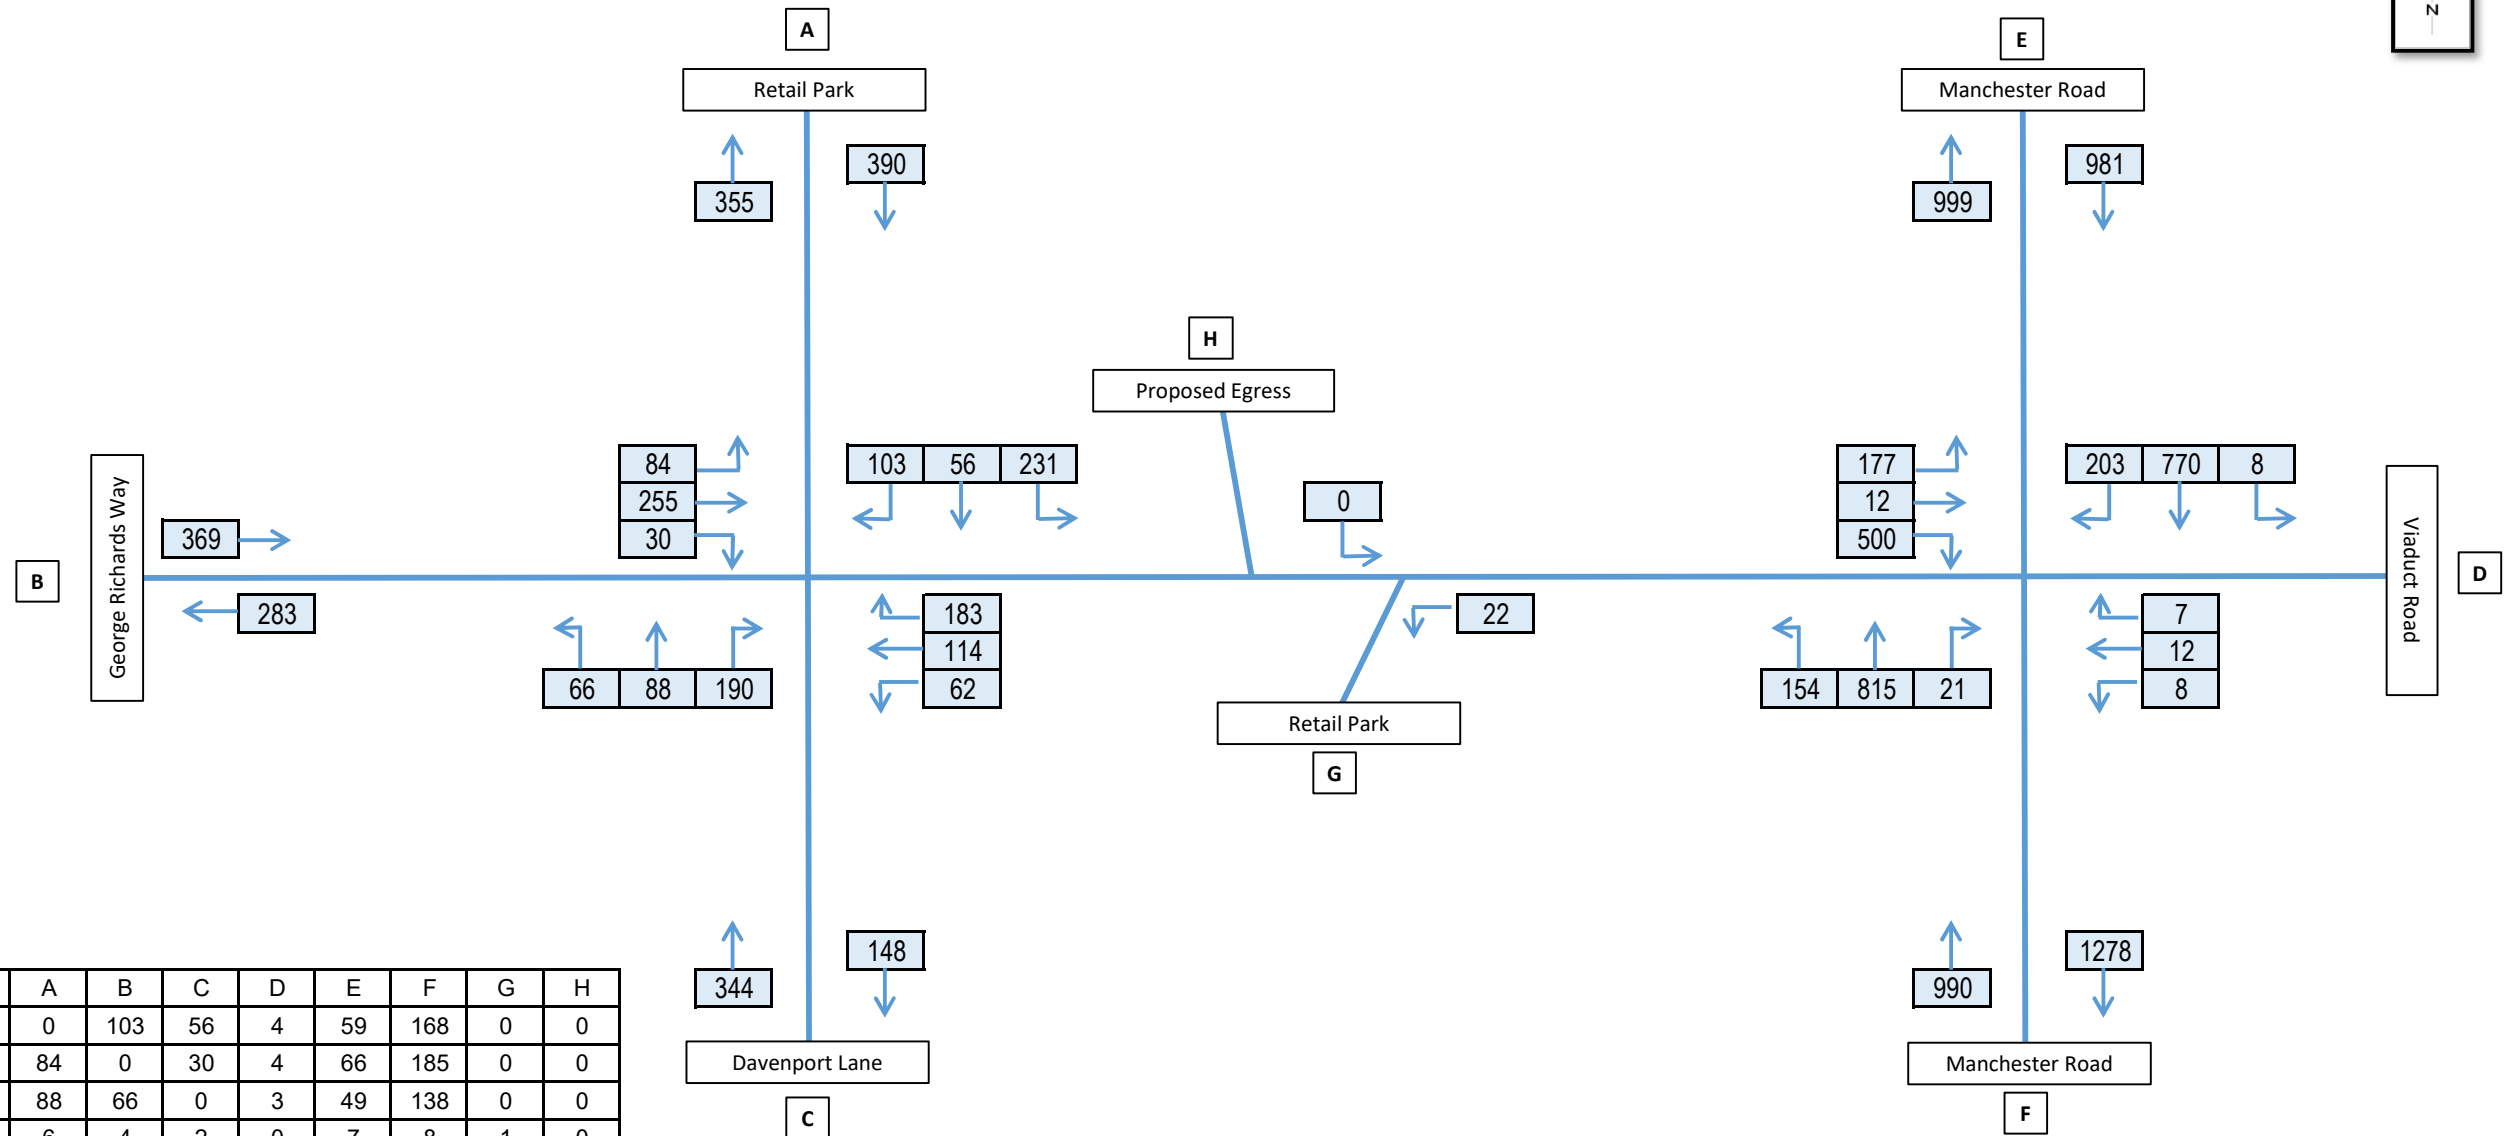 N
A
E
Retail Park
Manchester Road
390
981
355
999
H
Proposed Egress
84
103 56 231
177
203 770 8
255
0
12
369
30
500
B
George Richards Way
Viaduct Road
D
283
183
22
7
114
12
66 88 190
62
154 815 21
8
Retail Park
G
148
1278
344
990
A B C D E F G H
0 103 56 4 59 168 0 0
84 0 30 4 66 185 0 0
88 66 0 3 49 138 0 0
Davenport Lane
Manchester Road
C
F